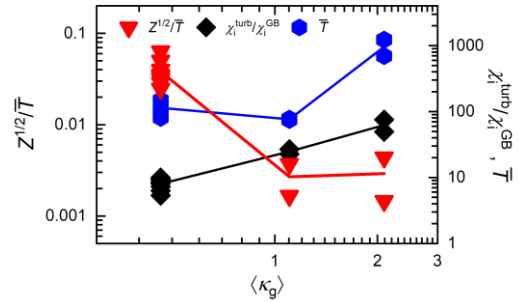 Z^{1/2}/T̅ χ_i^{turb}/χ_i^{GB} T̅
0.1
0.01
0.001
Z^{1/2}/T̅
1000
100
10
1
χ_i^{turb}/χ_i^{GB}, T̅
1 2 3
⟨κ_g⟩